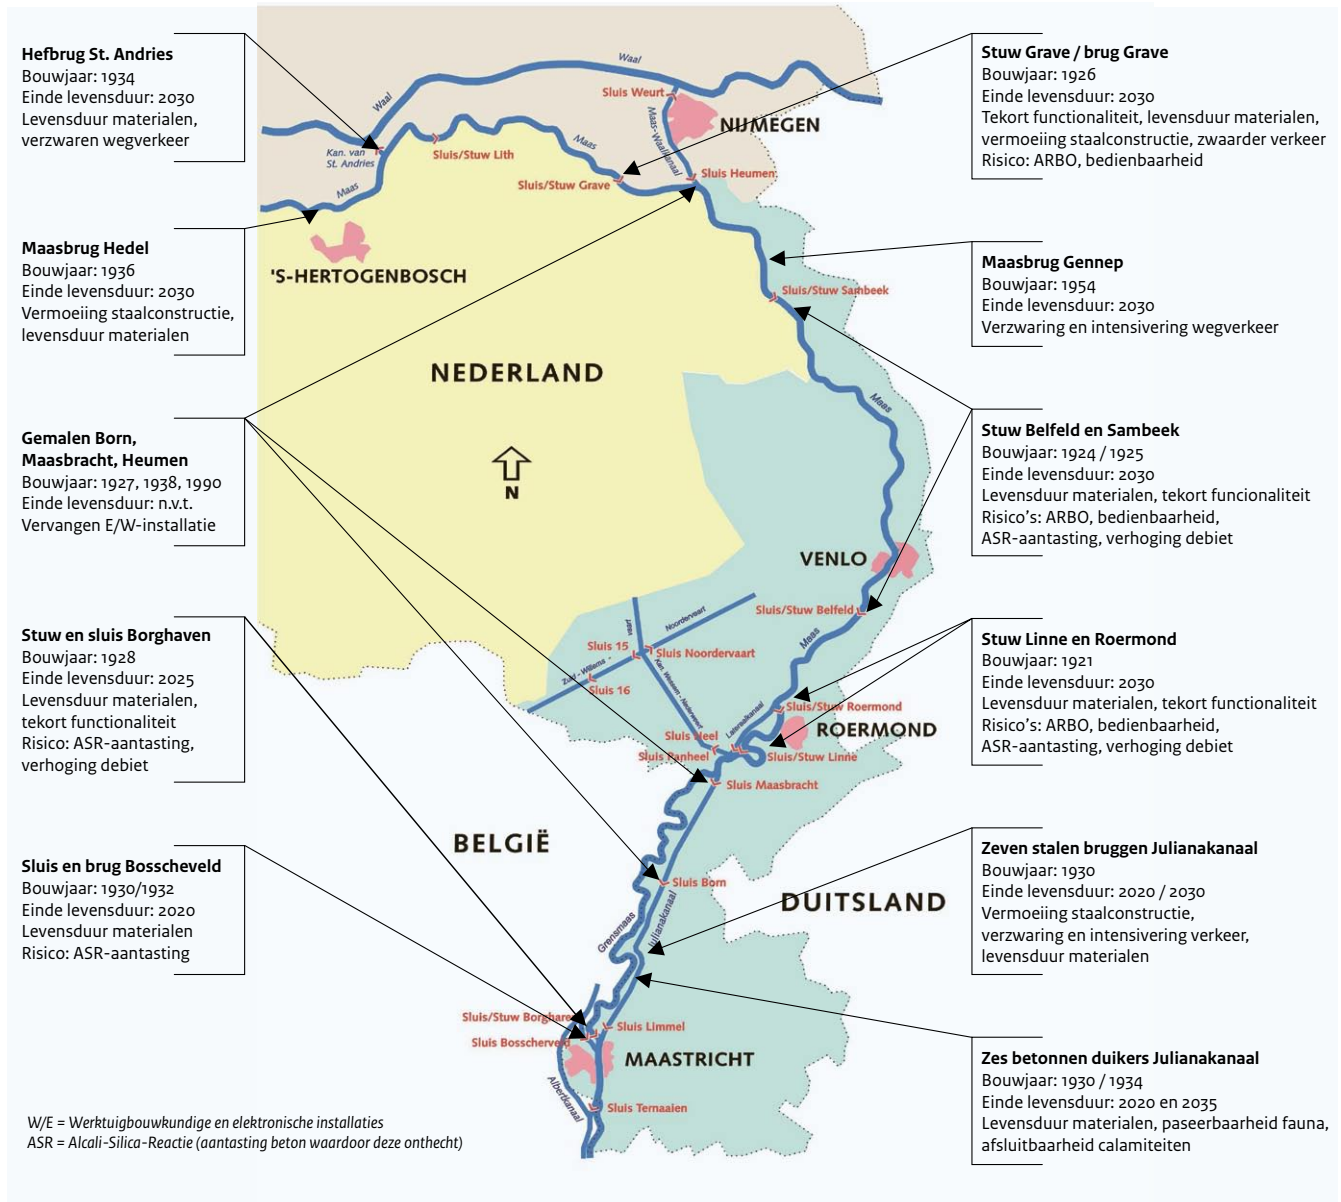 Hefbrug St. Andries
Bouwjaar: 1934
Einde levensduur: 2030
Levensduur materialen,
verzwaren wegverkeer
Maasbrug Hedel
Bouwjaar: 1936
Einde levensduur: 2030
Vermoeiing staalconstructie,
levensduur materialen
Gemalen Born,
Maasbracht, Heumen
Bouwjaar: 1927, 1938, 1990
Einde levensduur: n.v.t.
Vervangen E/W-installatie
Stuw en sluis Borghaven
Bouwjaar: 1928
Einde levensduur: 2025
Levensduur materialen,
tekort functionaliteit
Risico: ASR-aantasting,
verhoging debiet
Sluis en brug Bosscheveld
Bouwjaar: 1930/1932
Einde levensduur: 2020
Levensduur materialen
Risico: ASR-aantasting
W/E = Werktuigbouwkundige en elektronische installaties
ASR = Alcali-Silica-Reactie (aantasting beton waardoor deze onthecht)
Waal
Waal
Sluis Weurt
NIJMEGEN
Maas-Waalkanaal
Kan. van
St. Andries
Sluis/Stuw Lith
Maas
Sluis Heumen
Sluis/Stuw Grave
Maas
'S-HERTOGENBOSCH
Sluis/Stuw Sambeek
NEDERLAND
Maas
N
VENLO
Sluis/Stuw Belfeld
Noordervaart
vaart
Maas
Sluis 15
Sluis Noordervaart
Zuid-Willems-
Sluis 16
Kan. Wessem-Nederweert
Lateraalkanaal
Sluis/Stuw Roermond
ROERMOND
Sluis Heel
Sluis Panheel
Sluis/Stuw Linne
Sluis Maasbracht
BELGIË
Sluis Born
DUITSLAND
Julianakanaal
Grensmaas
Sluis/Stuw Borghare
Sluis Limmel
Sluis Bosscherveld
MAASTRICHT
Albertkanaal
Sluis Ternaaien
Stuw Grave / brug Grave
Bouwjaar: 1926
Einde levensduur: 2030
Tekort functionaliteit, levensduur materialen,
vermoeiing staalconstructie, zwaarder verkeer
Risico: ARBO, bedienbaarheid
Maasbrug Gennep
Bouwjaar: 1954
Einde levensduur: 2030
Verzwaring en intensivering wegverkeer
Stuw Belfeld en Sambeek
Bouwjaar: 1924 / 1925
Einde levensduur: 2030
Levensduur materialen, tekort funcionaliteit
Risico's: ARBO, bedienbaarheid,
ASR-aantasting, verhoging debiet
Stuw Linne en Roermond
Bouwjaar: 1921
Einde levensduur: 2030
Levensduur materialen, tekort functionaliteit
Risico's: ARBO, bedienbaarheid,
ASR-aantasting, verhoging debiet
Zeven stalen bruggen Julianakanaal
Bouwjaar: 1930
Einde levensduur: 2020 / 2030
Vermoeiing staalconstructie,
verzwaring en intensivering verkeer,
levensduur materialen
Zes betonnen duikers Julianakanaal
Bouwjaar: 1930 / 1934
Einde levensduur: 2020 en 2035
Levensduur materialen, paseerbaarheid fauna,
afsluitbaarheid calamiteiten